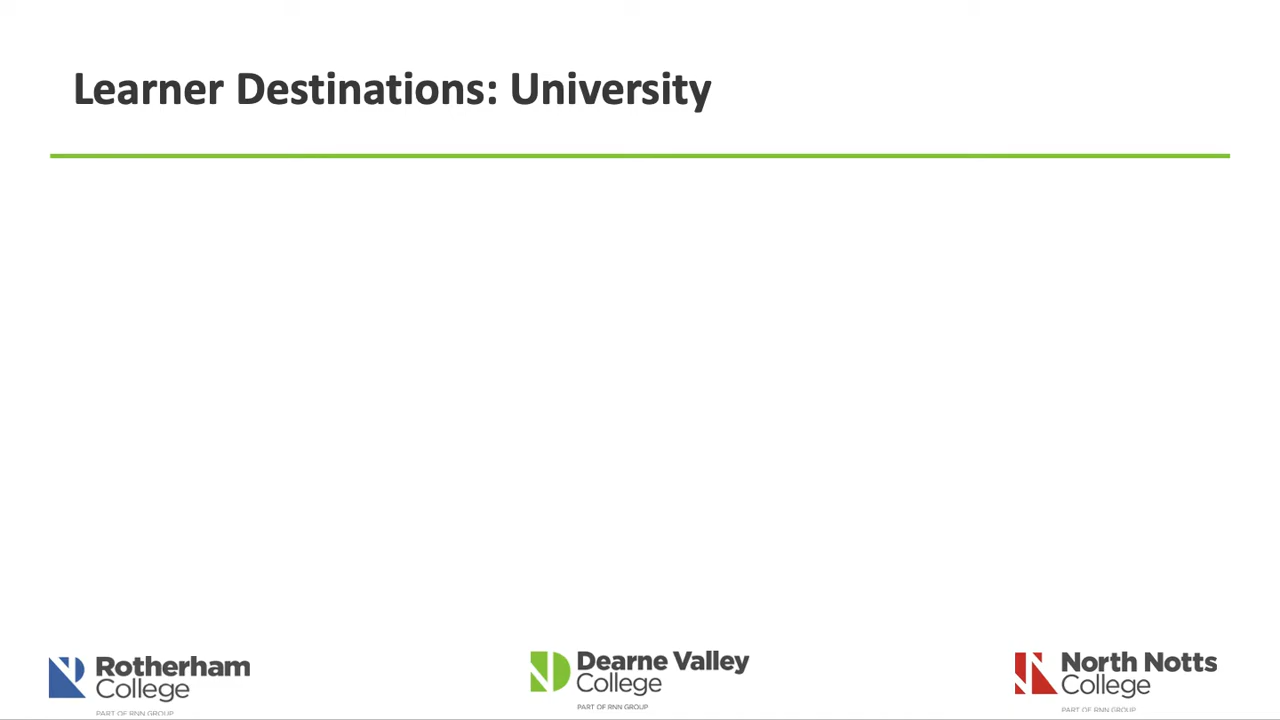 Learner Destinations: University
Rotherham
College
PART OF RNN GROUP
Dearne Valley
College
PART OF RNN GROUP
North Notts
College
PART OF RNN GROUP